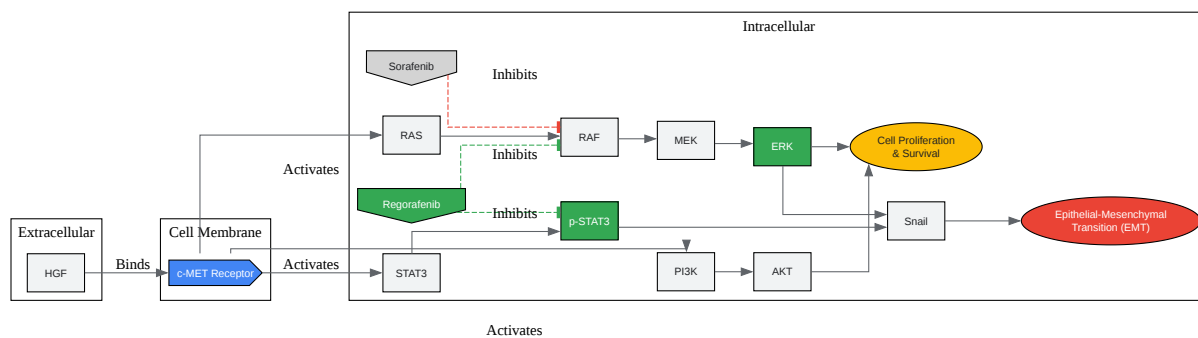 Intracellular
Sorafenib
Inhibits
RAS
RAF
MEK
ERK
Cell Proliferation
& Survival
Inhibits
Activates
Regorafenib
Inhibits
p-STAT3
Snail
Epithelial-Mesenchymal
Transition (EMT)
Extracellular
HGF
Binds
Cell Membrane
c-MET Receptor
Activates
STAT3
PI3K
AKT
Activates